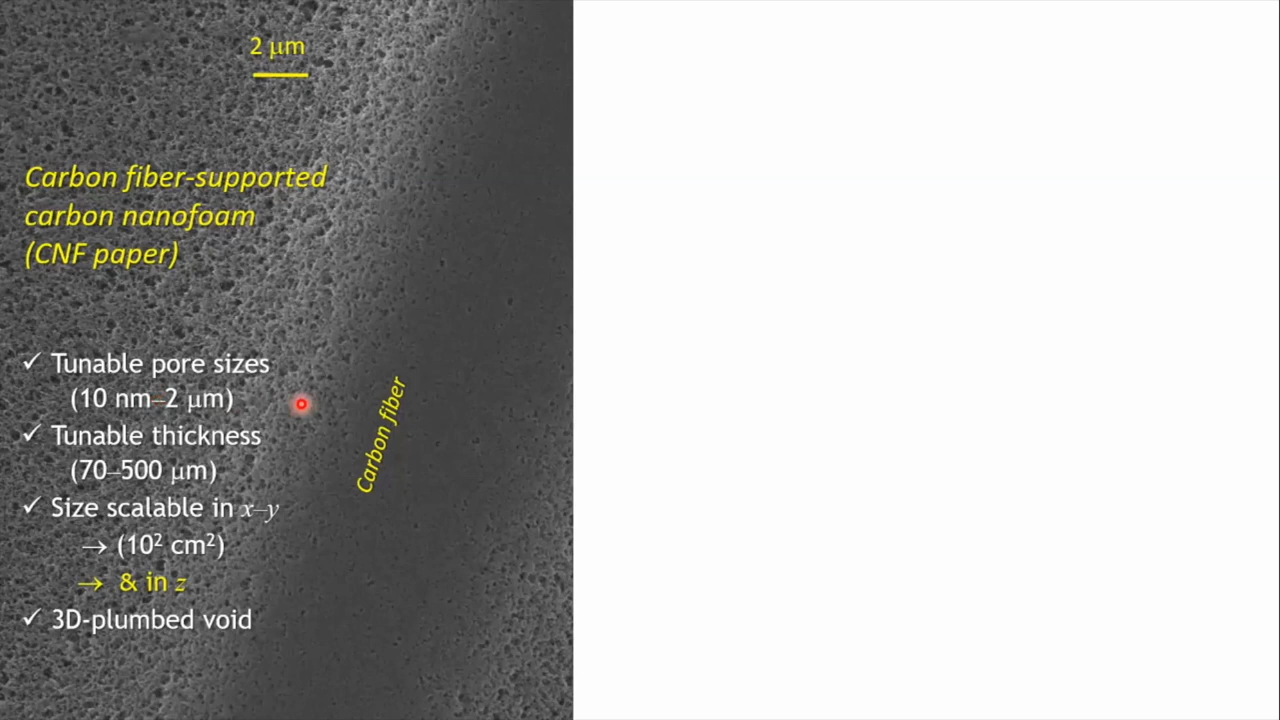 2 μm
Carbon fiber-supported
carbon nanofoam
(CNF paper)
✓ Tunable pore sizes
(10 nm–2 μm)
✓ Tunable thickness
(70–500 μm)
✓ Size scalable in x–y
→ (10² cm²)
→ & in z
✓ 3D-plumbed void
Carbon fiber